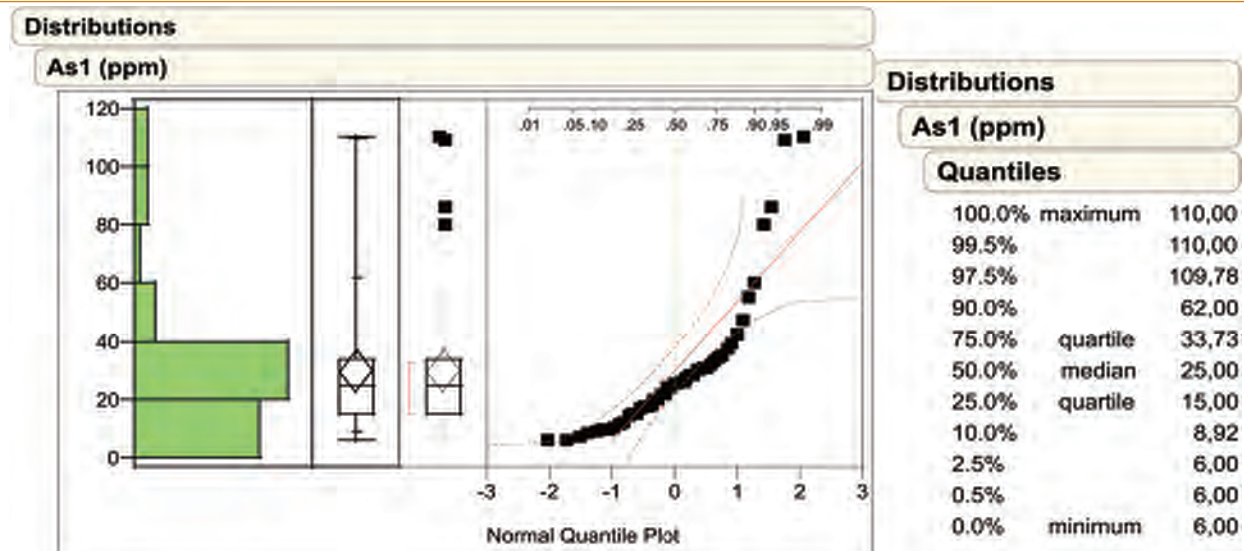 Distributions
As1 (ppm)
120
100
80
60
40
20
0
.01 .05 .10 .25 .50 .75 .90 .95 .99
-3 -2 -1 0 1 2 3
Normal Quantile Plot
Distributions
As1 (ppm)
Quantiles
100.0% maximum 110,00
99.5% 110,00
97.5% 109,78
90.0% 62,00
75.0% quartile 33,73
50.0% median 25,00
25.0% quartile 15,00
10.0% 8,92
2.5% 6,00
0.5% 6,00
0.0% minimum 6,00